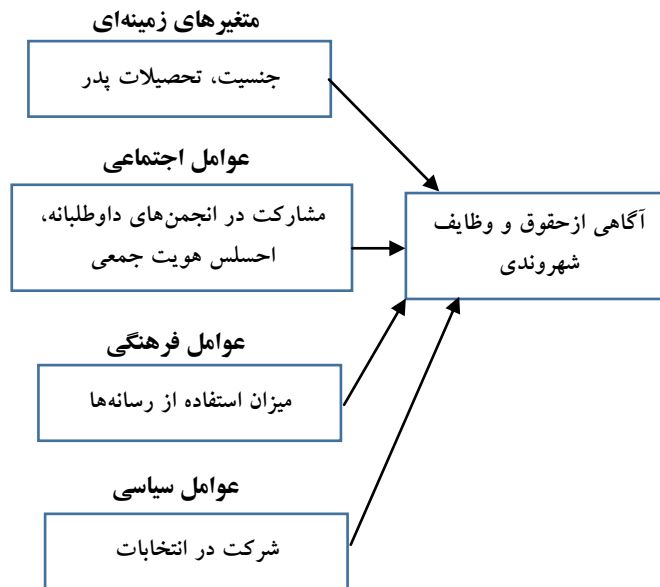 متغیرهای زمینه‌ای
جنسیت، تحصیلات پدر
عوامل اجتماعی
مشارکت در انجمن‌های داوطلبانه،
احسلس هویت جمعی
آگاهی ازحقوق و وظایف
شهروندی
عوامل فرهنگی
میزان استفاده از رسانه‌ها
عوامل سیاسی
شرکت در انتخابات